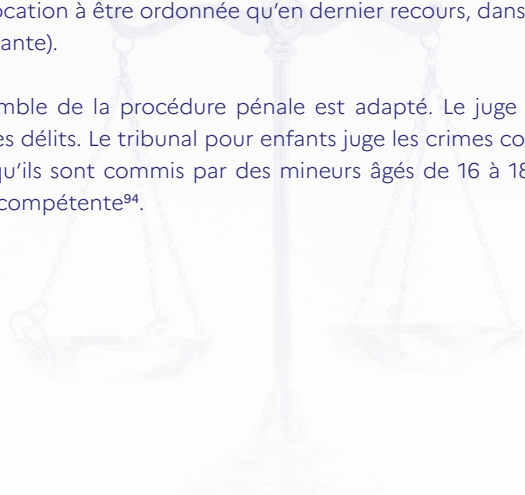 ocation à être ordonnée qu'en dernier recours, dans
ante).
mble de la procédure pénale est adapté. Le juge
es délits. Le tribunal pour enfants juge les crimes co
qu'ils sont commis par des mineurs âgés de 16 à 18
compétente⁹⁴.